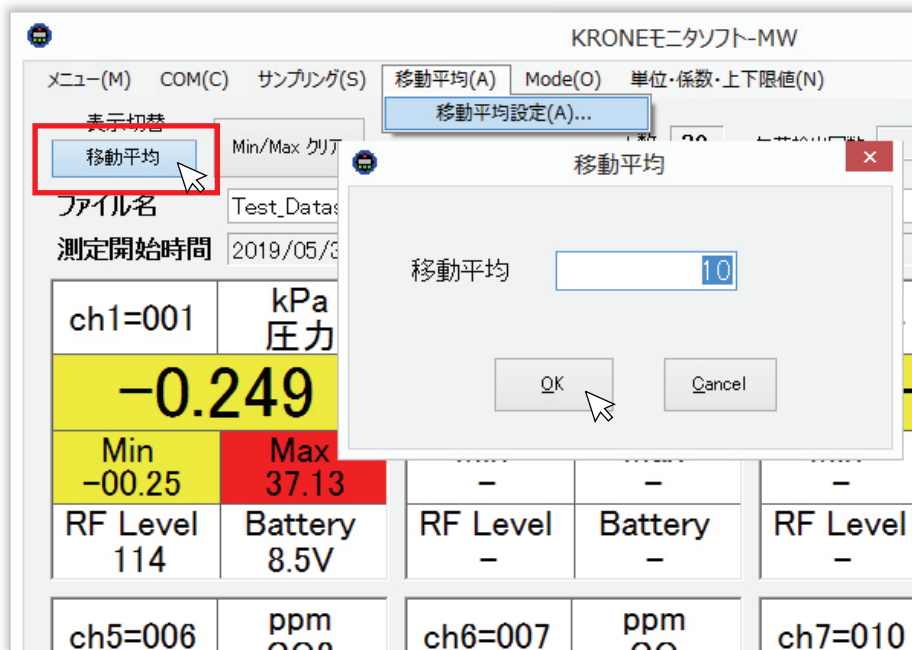 KRONEモニタソフト-MW
メニュー(M) COM(C) サンプリング(S) 移動平均(A) Mode(O) 単位・係数・上下限値(N)
移動平均設定(A)...
表示切替
移動平均
Min/Max クリア
移動平均
ファイル名 Test_Datas
測定開始時間 2019/05/3
移動平均 10
OK Cancel
ch1=001 kPa
圧力
-0.249
Min Max
-00.25 37.13
- - -
RF Level Battery RF Level Battery RF Level
114 8.5V - - -
ch5=006 ppm ch6=007 ppm ch7=010